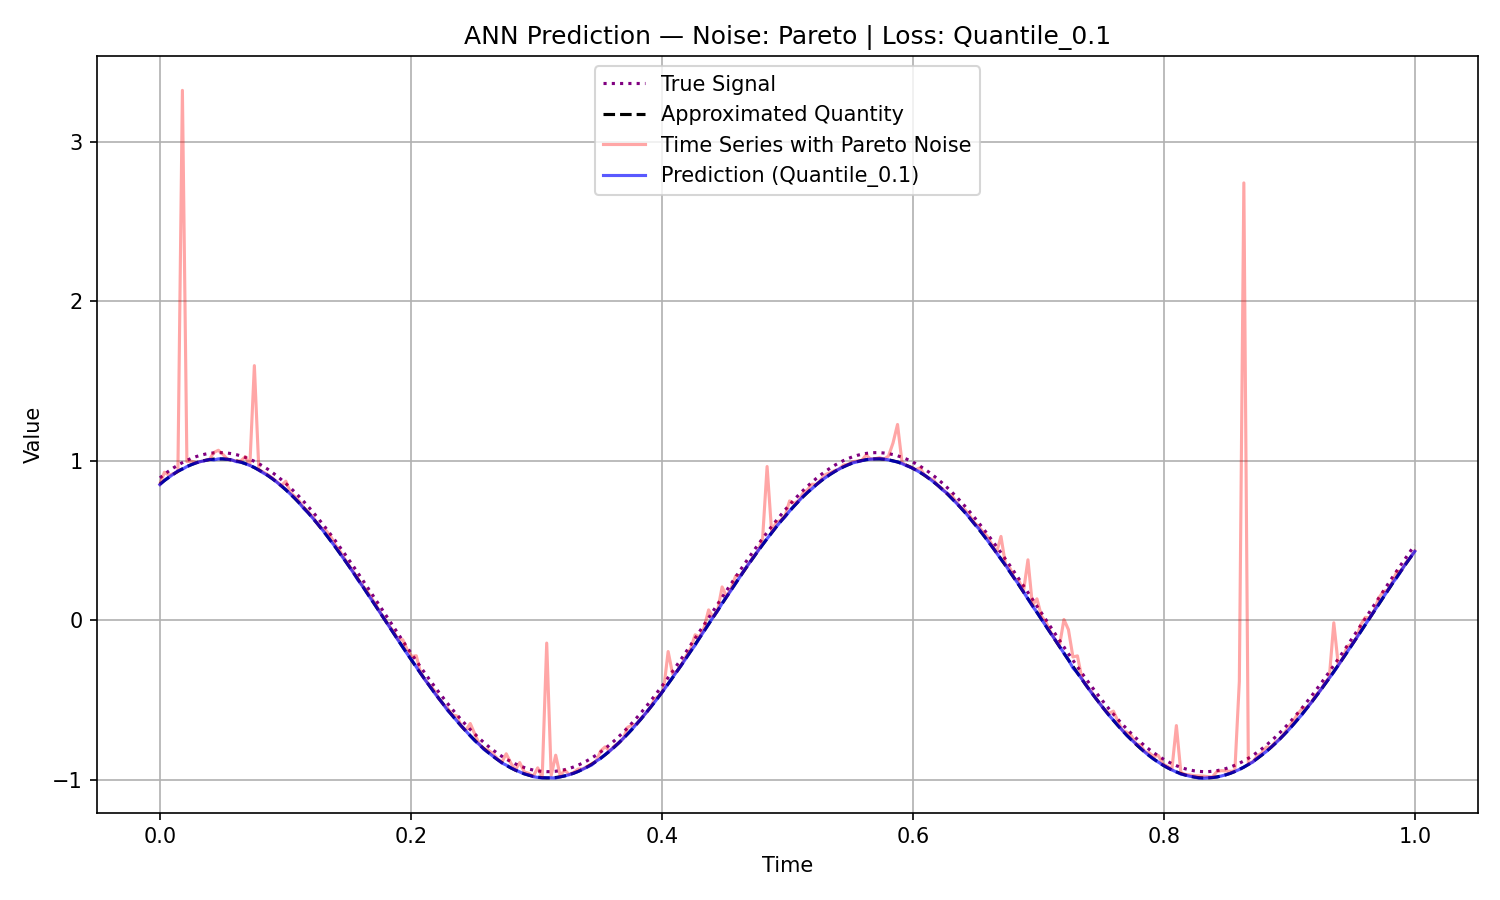 ANN Prediction — Noise: Pareto | Loss: Quantile_0.1
True Signal
Approximated Quantity
Time Series with Pareto Noise
Prediction (Quantile_0.1)
Value
3
2
1
0
−1
0.0 0.2 0.4 0.6 0.8 1.0
Time